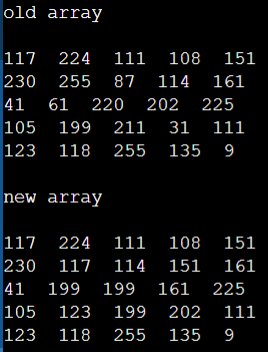 old array
117 224 111 108 151
230 255 87 114 161
41 61 220 202 225
105 199 211 31 111
123 118 255 135 9
new array
117 224 111 108 151
230 117 114 151 161
41 199 199 161 225
105 123 199 202 111
123 118 255 135 9